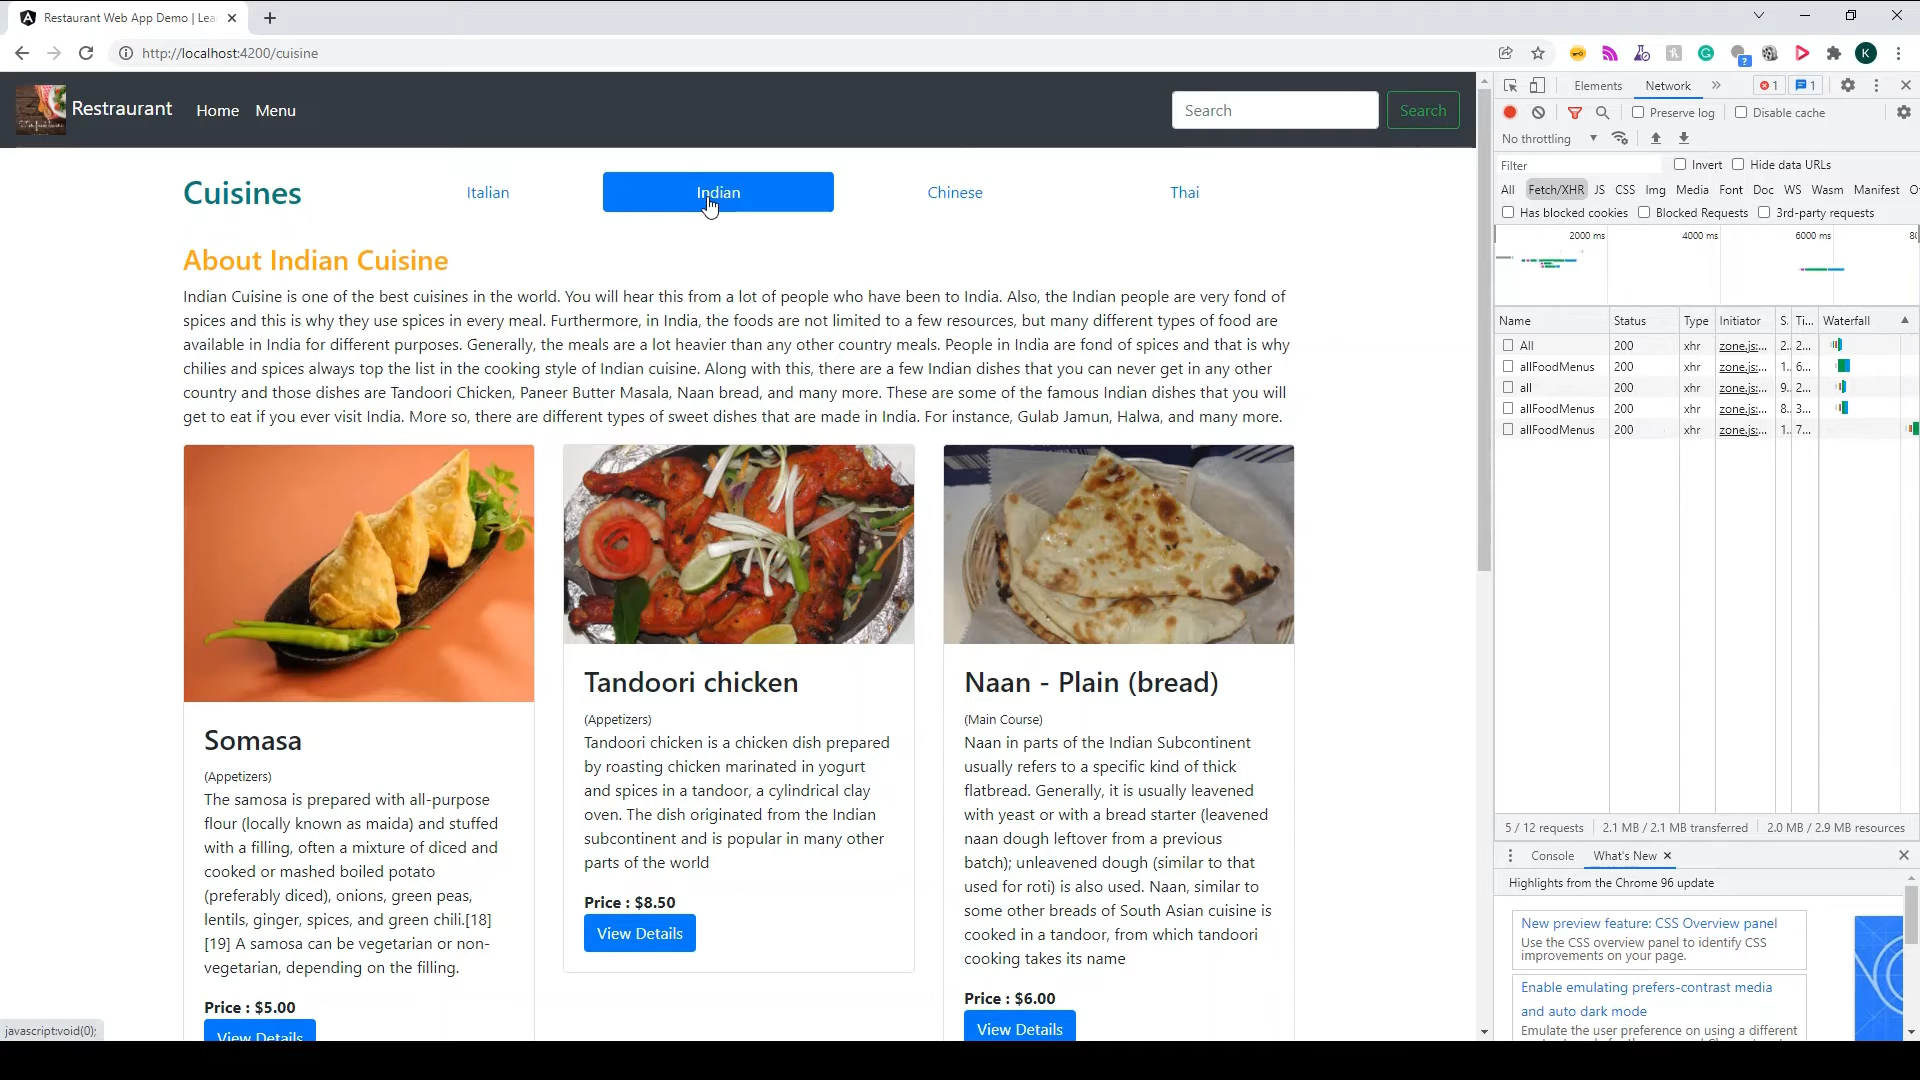 Restaurant Web App Demo | Lea
http://localhost:4200/cuisine
K
Restraurant
Home
Menu
Search
Search
Cuisines
Italian
Indian
Chinese
Thai
About Indian Cuisine
Indian Cuisine is one of the best cuisines in the world. You will hear this from a lot of people who have been to India. Also, the Indian people are very fond of
spices and this is why they use spices in every meal. Furthermore, in India, the foods are not limited to a few resources, but many different types of food are
available in India for different purposes. Generally, the meals are a lot heavier than any other country meals. People in India are fond of spices and that is why
chilies and spices always top the list in the cooking style of Indian cuisine. Along with this, there are a few Indian dishes that you can never get in any other
country and those dishes are Tandoori Chicken, Paneer Butter Masala, Naan bread, and many more. These are some of the famous Indian dishes that you will
get to eat if you ever visit India. More so, there are different types of sweet dishes that are made in India. For instance, Gulab Jamun, Halwa, and many more.
Somasa
(Appetizers)
The samosa is prepared with all-purpose
flour (locally known as maida) and stuffed
with a filling, often a mixture of diced and
cooked or mashed boiled potato
(preferably diced), onions, green peas,
lentils, ginger, spices, and green chili.[18]
[19] A samosa can be vegetarian or non-
vegetarian, depending on the filling.
Price : $5.00
View Details
Tandoori chicken
(Appetizers)
Tandoori chicken is a chicken dish prepared
by roasting chicken marinated in yogurt
and spices in a tandoor, a cylindrical clay
oven. The dish originated from the Indian
subcontinent and is popular in many other
parts of the world
Price : $8.50
View Details
Naan - Plain (bread)
(Main Course)
Naan in parts of the Indian Subcontinent
usually refers to a specific kind of thick
flatbread. Generally, it is usually leavened
with yeast or with a bread starter (leavened
naan dough leftover from a previous
batch); unleavened dough (similar to that
used for roti) is also used. Naan, similar to
some other breads of South Asian cuisine is
cooked in a tandoor, from which tandoori
cooking takes its name
Price : $6.00
View Details
javascript:void(0);
Elements
Network
1
1
Preserve log
Disable cache
No throttling
Filter
Invert
Hide data URLs
All Fetch/XHR JS CSS Img Media Font Doc WS Wasm Manifest O
Has blocked cookies
Blocked Requests
3rd-party requests
2000 ms
4000 ms
6000 ms
Name Status Type Initiator S. Ti... Waterfall
All 200 xhr zone.js:... 2.. 2...
allFoodMenus 200 xhr zone.js:... 1.. 6...
all 200 xhr zone.js:... 9.. 2...
allFoodMenus 200 xhr zone.js:... 8.. 3...
allFoodMenus 200 xhr zone.js:... 1.. 7...
5 / 12 requests
2.1 MB / 2.1 MB transferred
2.0 MB / 2.9 MB resources
Console
What's New
Highlights from the Chrome 96 update
New preview feature: CSS Overview panel
Use the CSS overview panel to identify CSS
improvements on your page.
Enable emulating prefers-contrast media
and auto dark mode
Emulate the user preference on using a different